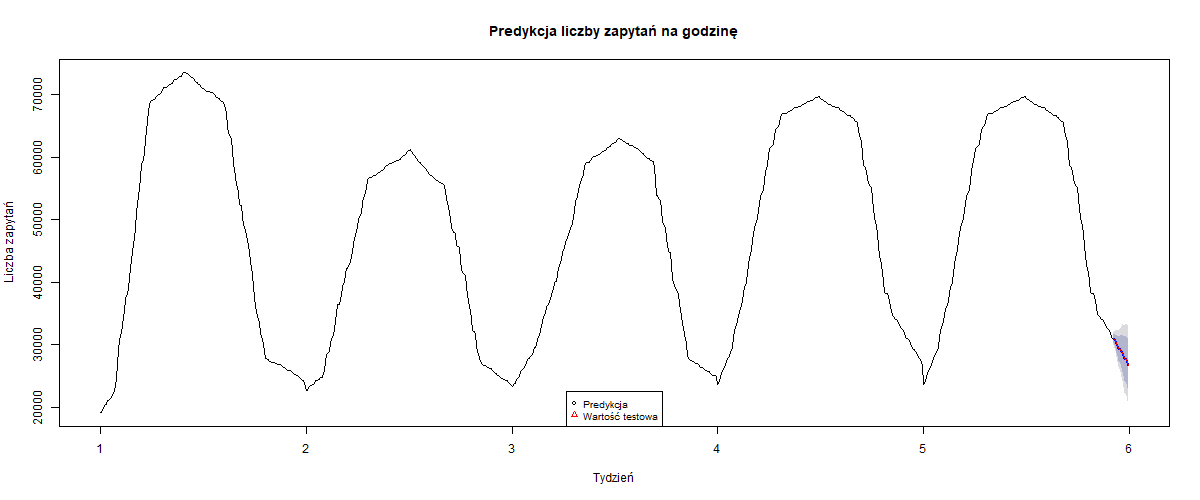 Predykcja liczby zapytań na godzinę
Liczba zapytań
70000
60000
50000
40000
30000
20000
Predykcja
Wartość testowa
1 2 3 4 5 6
Tydzień